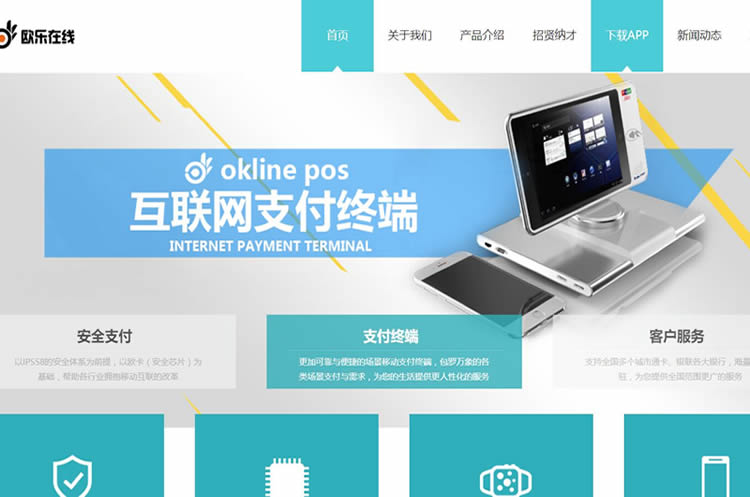 欧乐在线
首页
关于我们
产品介绍
招贤纳才
下载APP
新闻动态
okline pos
互联网支付终端
INTERNET PAYMENT TERMINAL
安全支付
以UPS58的安全体系为前提，以欧卡（安全芯片）为
基础，帮助各行业拥抱移动互联的改革
支付终端
更加可靠与便捷的场景移动支付终端，包罗万象的各
类场景支付与需求，为您的生活提供更人性化的服务
客户服务
支持全国多个城市通卡、银联各大银行，海量
驻，为您提供全国范围更广的服务